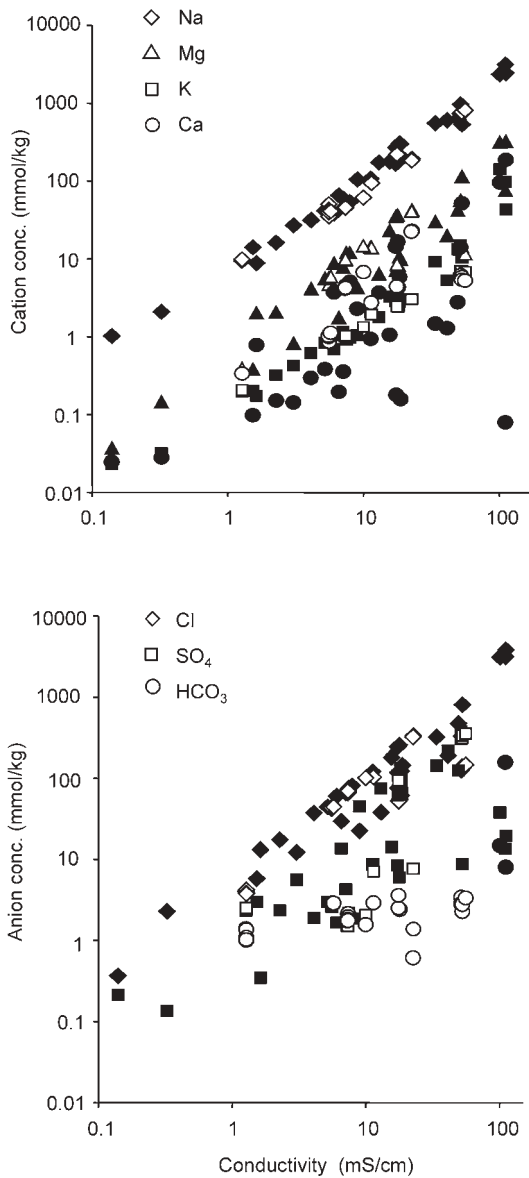 10000
1000
100
10
1
0.1
0.01
Cation conc. (mmol/kg)
Na
Mg
K
Ca
0.1 1 10 100
10000
1000
100
10
1
0.1
0.01
Anion conc. (mmol/kg)
Cl
SO₄
HCO₃
0.1 1 10 100
Conductivity (mS/cm)